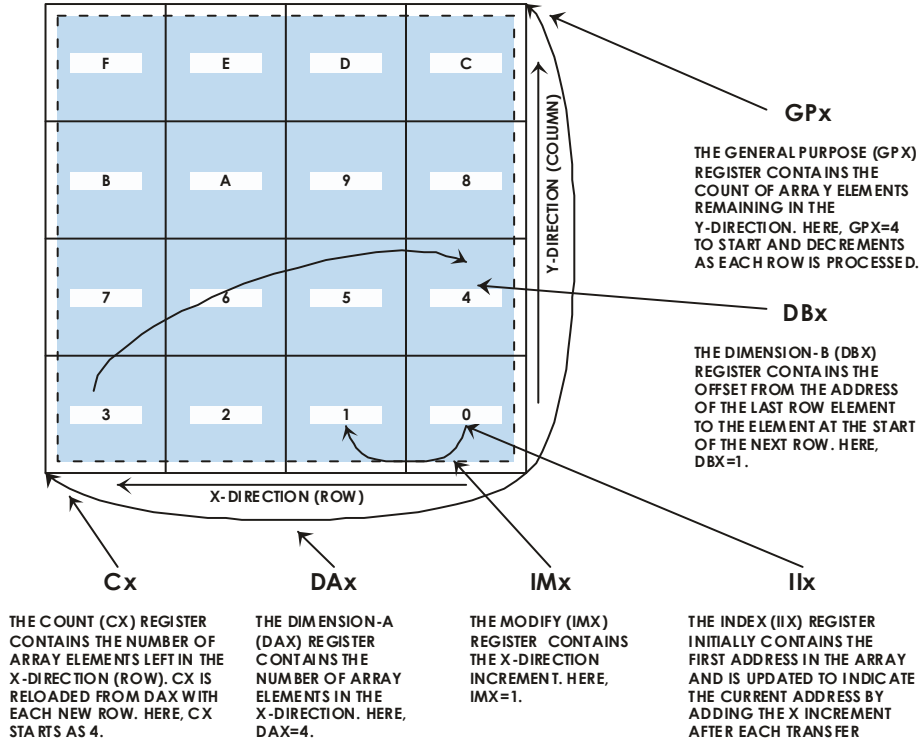 F E D C
B A 9 8
7 6 5 4
3 2 1 0
Y-DIRECTION (COLUMN)
X-DIRECTION (ROW)
GPx
THE GENERAL PURPOSE (GPX)
REGISTER CONTAINS THE
COUNT OF ARRAY ELEMENTS
REMAINING IN THE
Y-DIRECTION. HERE, GPX=4
TO START AND DECREMENTS
AS EACH ROW IS PROCESSED.
DBx
THE DIMENSION-B (DBX)
REGISTER CONTAINS THE
OFFSET FROM THE ADDRESS
OF THE LAST ROW ELEMENT
TO THE ELEMENT AT THE START
OF THE NEXT ROW. HERE,
DBX=1.
Cx
THE COUNT (CX) REGISTER
CONTAINS THE NUMBER OF
ARRAY ELEMENTS LEFT IN THE
X-DIRECTION (ROW). CX IS
RELOADED FROM DAX WITH
EACH NEW ROW. HERE, CX
STARTS AS 4.
DAx
THE DIMENSION-A
(DAX) REGISTER
CONTAINS THE
NUMBER OF ARRAY
ELEMENTS IN THE
X-DIRECTION. HERE,
DAX=4.
IMx
THE MODIFY (IMX)
REGISTER CONTAINS
THE X-DIRECTION
INCREMENT. HERE,
IMX=1.
IIx
THE INDEX (IIX) REGISTER
INITIALLY CONTAINS THE
FIRST ADDRESS IN THE ARRAY
AND IS UPDATED TO INDICATE
THE CURRENT ADDRESS BY
ADDING THE X INCREMENT
AFTER EACH TRANSFER